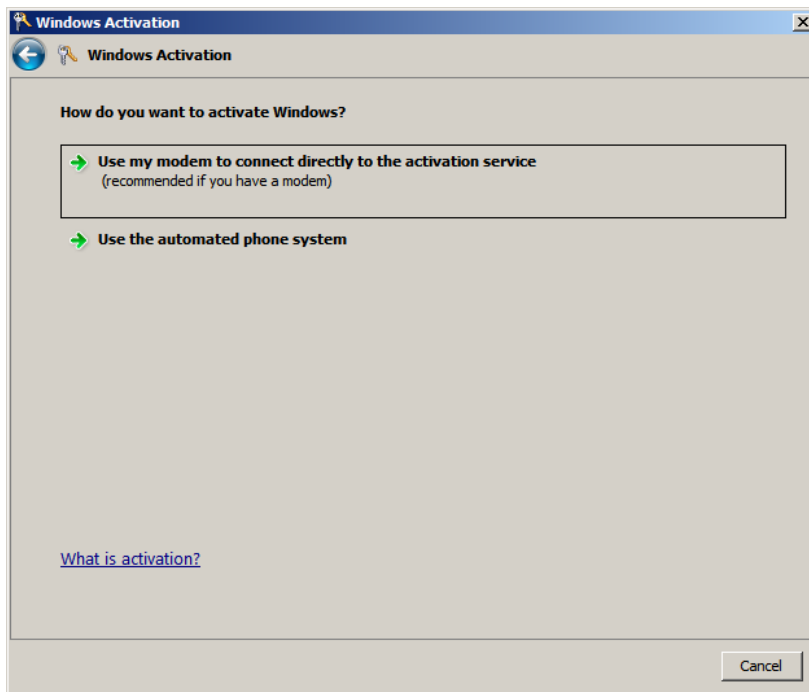 Windows Activation
Windows Activation
How do you want to activate Windows?
Use my modem to connect directly to the activation service
(recommended if you have a modem)
Use the automated phone system
What is activation?
Cancel